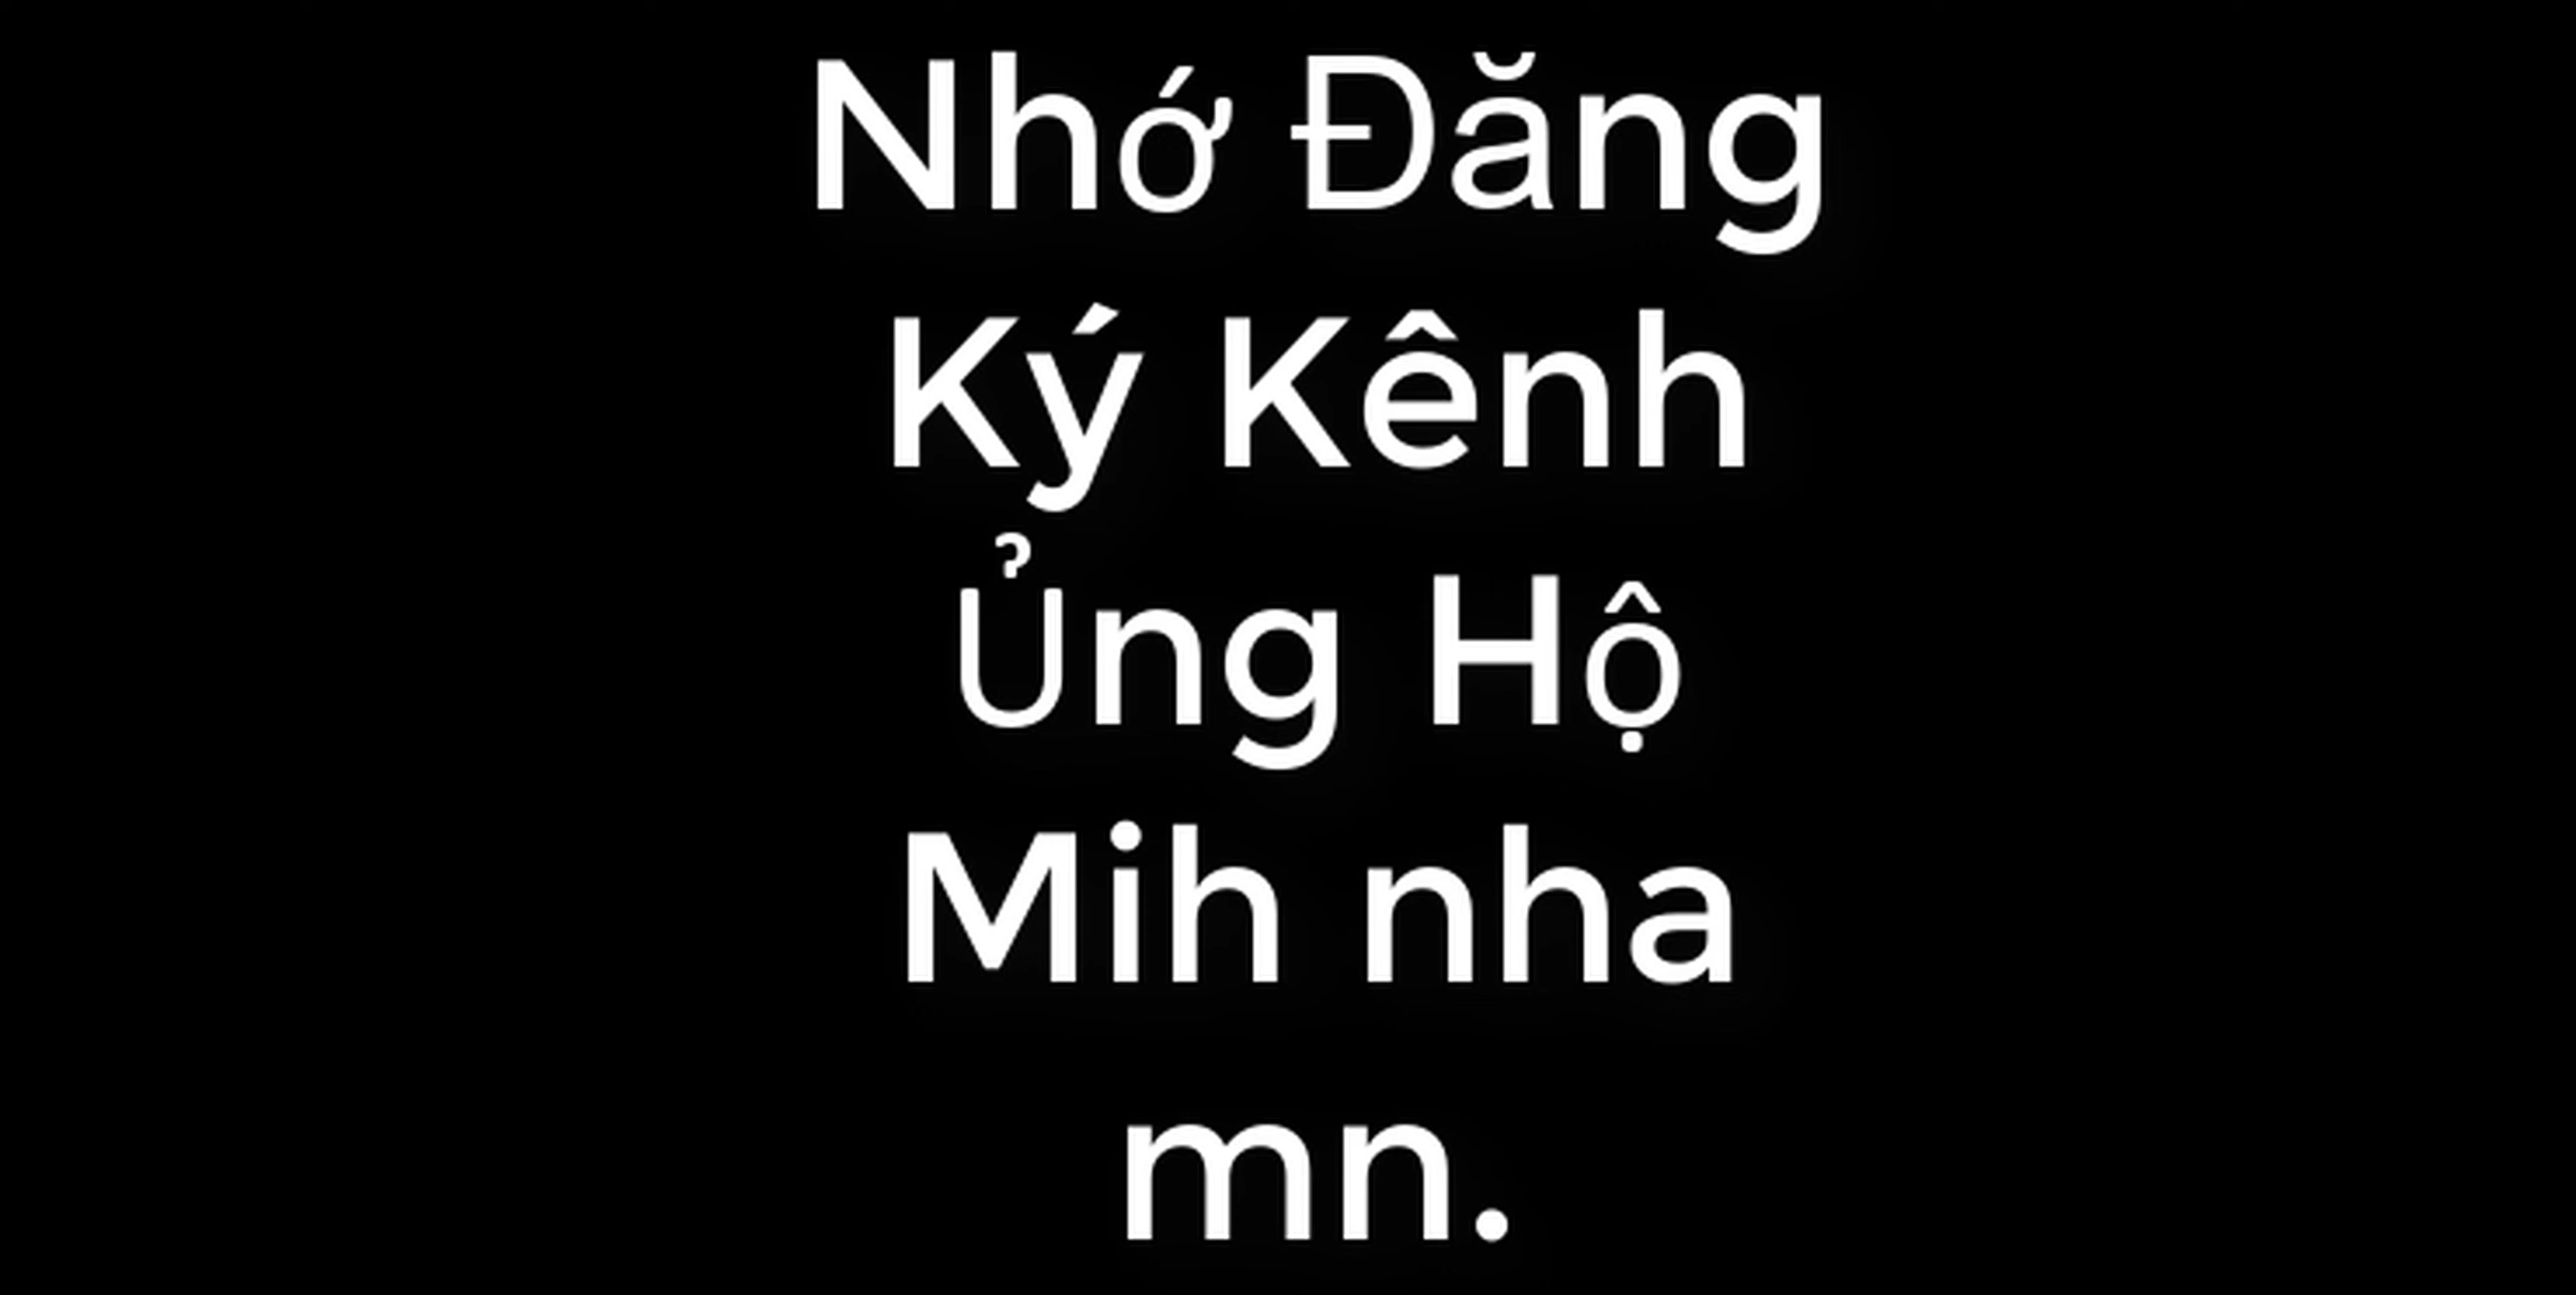 Nhớ Đăng
Ký Kênh
Ủng Hộ
Mih nha
mn.